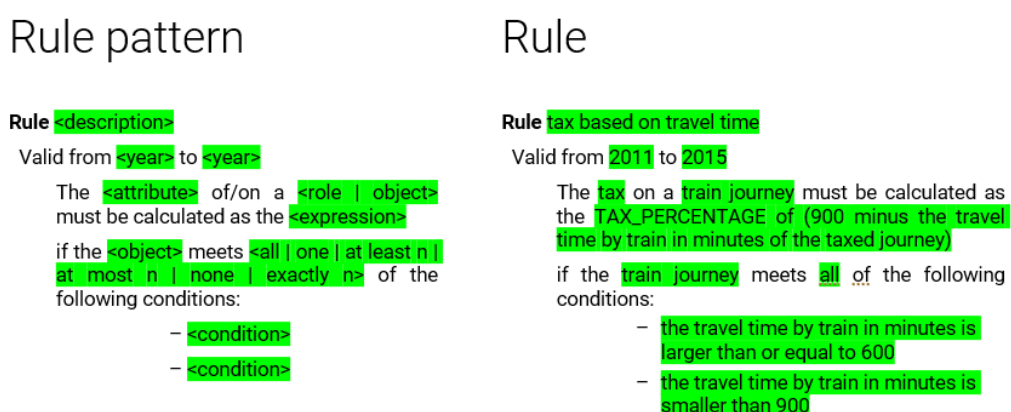 Rule pattern
Rule <description>
Valid from <year> to <year>
The <attribute> of/on a <role | object>
must be calculated as the <expression>
if the <object> meets <all | one | at least n |
at most n | none | exactly n> of the
following conditions:
– <condition>
– <condition>
Rule
Rule tax based on travel time
Valid from 2011 to 2015
The tax on a train journey must be calculated as
the TAX_PERCENTAGE of (900 minus the travel
time by train in minutes of the taxed journey)
if the train journey meets all of the following
conditions:
– the travel time by train in minutes is
larger than or equal to 600
– the travel time by train in minutes is
smaller than 900